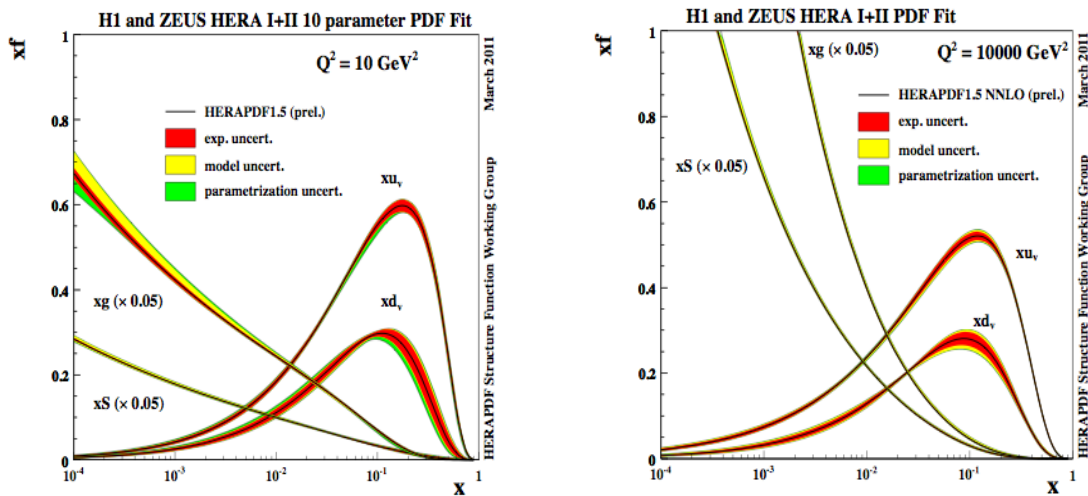 H1 and ZEUS HERA I+II 10 parameter PDF Fit
xf
1
Q² = 10 GeV²
March 2011
HERAPDF1.5 (prel.)
exp. uncert.
model uncert.
parametrization uncert.
0.8
0.6
0.4
0.2
0
xuᵥ
xdᵥ
xg (× 0.05)
xS (× 0.05)
HERAPDF Structure Function Working Group
10⁻⁴
10⁻³
10⁻²
10⁻¹
1
x
H1 and ZEUS HERA I+II PDF Fit
xf
1
xg (× 0.05)
Q² = 10000 GeV²
March 2011
HERAPDF1.5 NNLO (prel.)
exp. uncert.
model uncert.
parametrization uncert.
0.8
0.6
0.4
0.2
0
xS (× 0.05)
xuᵥ
xdᵥ
HERAPDF Structure Function Working Group
10⁻⁴
10⁻³
10⁻²
10⁻¹
1
x